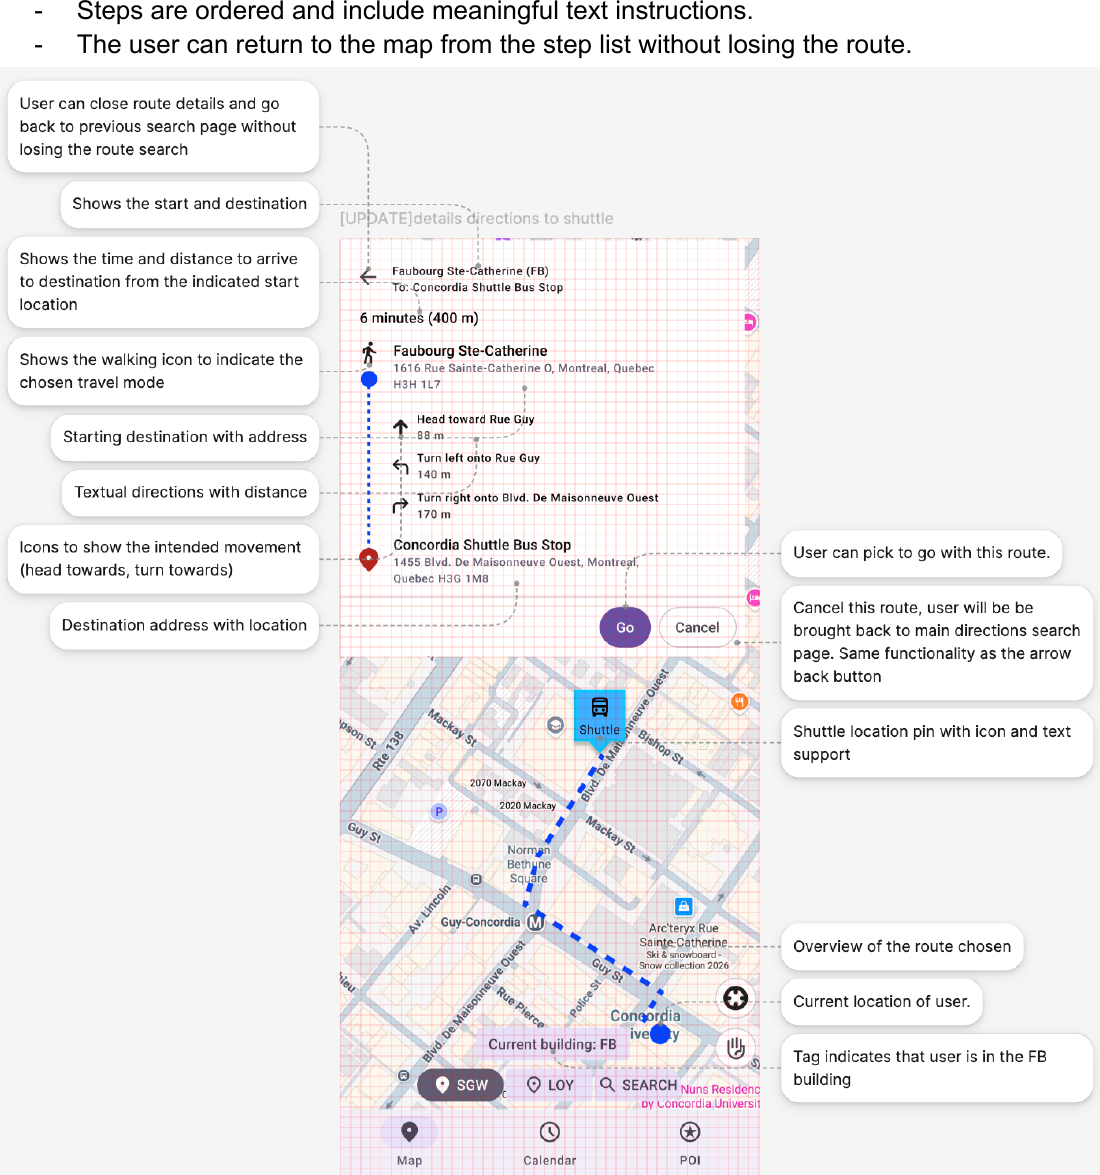 - Steps are ordered and include meaningful text instructions.
- The user can return to the map from the step list without losing the route.
User can close route details and go
back to previous search page without
losing the route search
Shows the start and destination
Shows the time and distance to arrive
to destination from the indicated start
location
Shows the walking icon to indicate the
chosen travel mode
Starting destination with address
Textual directions with distance
Icons to show the intended movement
(head towards, turn towards)
Destination address with location
[UPDATE]details directions to shuttle
Faubourg Ste-Catherine (FB)
To: Concordia Shuttle Bus Stop
6 minutes (400 m)
Faubourg Ste-Catherine
1616 Rue Sainte-Catherine O, Montreal, Quebec
H3H 1L7
Head toward Rue Guy
88 m
Turn left onto Rue Guy
140 m
Turn right onto Blvd. De Maisonneuve Ouest
170 m
Concordia Shuttle Bus Stop
1455 Blvd. De Maisonneuve Ouest, Montreal,
Quebec H3G 1M8
Go
Cancel
User can pick to go with this route.
Cancel this route, user will be be
brought back to main directions search
page. Same functionality as the arrow
back button
Shuttle location pin with icon and text
support
Overview of the route chosen
Current location of user.
Tag indicates that user is in the FB
building
Shuttle
Mackay St
Rte 138
Bishop St
2070 Mackay
2020 Mackay
P
Guy St
Mackay St
Norman
Bethune
Square
Av. Lincoln
Guy-Concordia
M
Arc'teryx Rue
Sainte-Catherine
Ski & snowboard -
Snow collection 2026
Guy St
Police St
Rue Pierce
Blvd. De Maisonneuve Ouest
Concordia
Current building: FB
SGW
LOY
SEARCH
Nuns Residenc
by Concordia Universit
Map
Calendar
POI